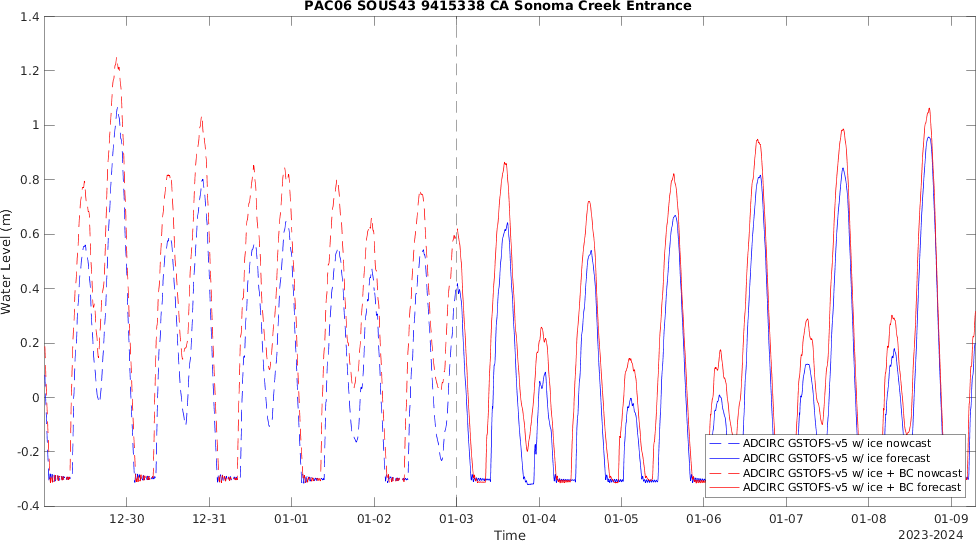 PAC06 SOUS43 9415338 CA Sonoma Creek Entrance
1.4
1.2
1
0.8
0.6
0.4
0.2
0
-0.2
-0.4
Water Level (m)
12-30 12-31 01-01 01-02 01-03 01-04 01-05 01-06 01-07 01-08 01-09
Time
2023-2024
ADCIRC GSTOFS-v5 w/ ice nowcast
ADCIRC GSTOFS-v5 w/ ice forecast
ADCIRC GSTOFS-v5 w/ ice + BC nowcast
ADCIRC GSTOFS-v5 w/ ice + BC forecast